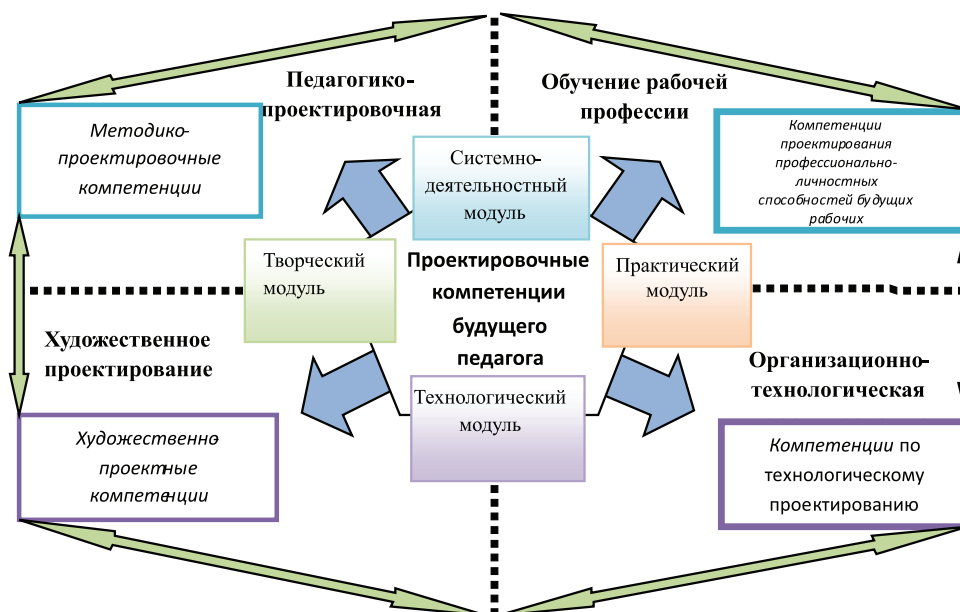 Педагогико-
проектировочная
Обучение рабочей
профессии
Методико-
проектировочные
компетенции
Системно-
деятельностный
модуль
Компетенции
проектирования
профессионально-
личностных
способностей будущих
рабочих
Творческий
модуль
Проектировочные
компетенции
будущего
педагога
Практический
модуль
Художественное
проектирование
Организационно-
технологическая
Технологический
модуль
Художественно-
проектные
компетенции
Компетенции по
технологическому
проектированию